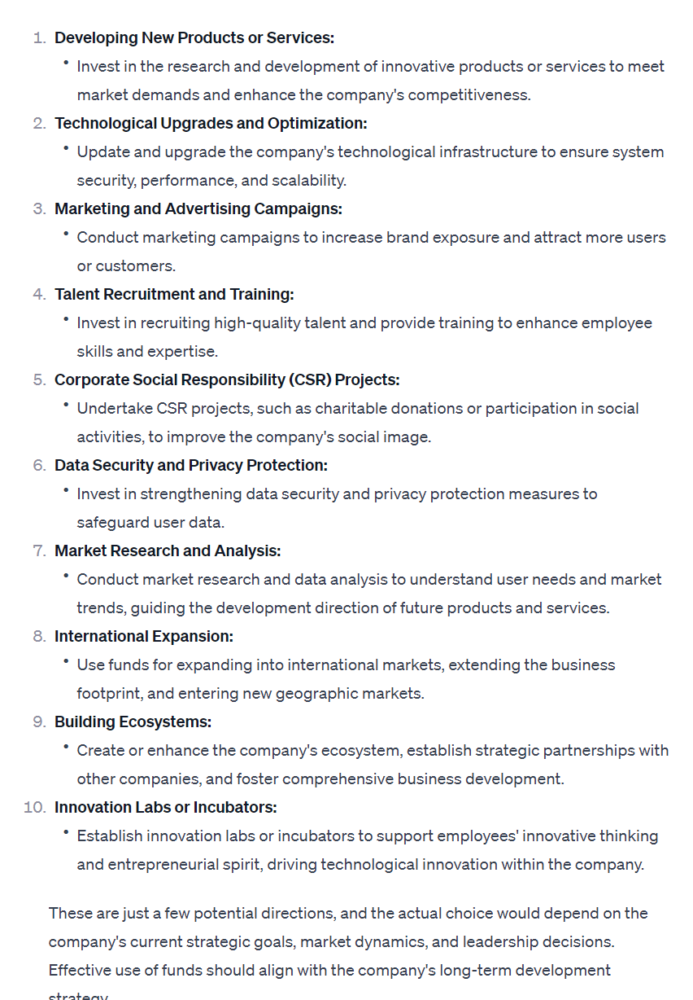 1. Developing New Products or Services:
• Invest in the research and development of innovative products or services to meet
market demands and enhance the company's competitiveness.
2. Technological Upgrades and Optimization:
• Update and upgrade the company's technological infrastructure to ensure system
security, performance, and scalability.
3. Marketing and Advertising Campaigns:
• Conduct marketing campaigns to increase brand exposure and attract more users
or customers.
4. Talent Recruitment and Training:
• Invest in recruiting high-quality talent and provide training to enhance employee
skills and expertise.
5. Corporate Social Responsibility (CSR) Projects:
• Undertake CSR projects, such as charitable donations or participation in social
activities, to improve the company's social image.
6. Data Security and Privacy Protection:
• Invest in strengthening data security and privacy protection measures to
safeguard user data.
7. Market Research and Analysis:
• Conduct market research and data analysis to understand user needs and market
trends, guiding the development direction of future products and services.
8. International Expansion:
• Use funds for expanding into international markets, extending the business
footprint, and entering new geographic markets.
9. Building Ecosystems:
• Create or enhance the company's ecosystem, establish strategic partnerships with
other companies, and foster comprehensive business development.
10. Innovation Labs or Incubators:
• Establish innovation labs or incubators to support employees' innovative thinking
and entrepreneurial spirit, driving technological innovation within the company.
These are just a few potential directions, and the actual choice would depend on the
company's current strategic goals, market dynamics, and leadership decisions.
Effective use of funds should align with the company's long-term development
strategy.